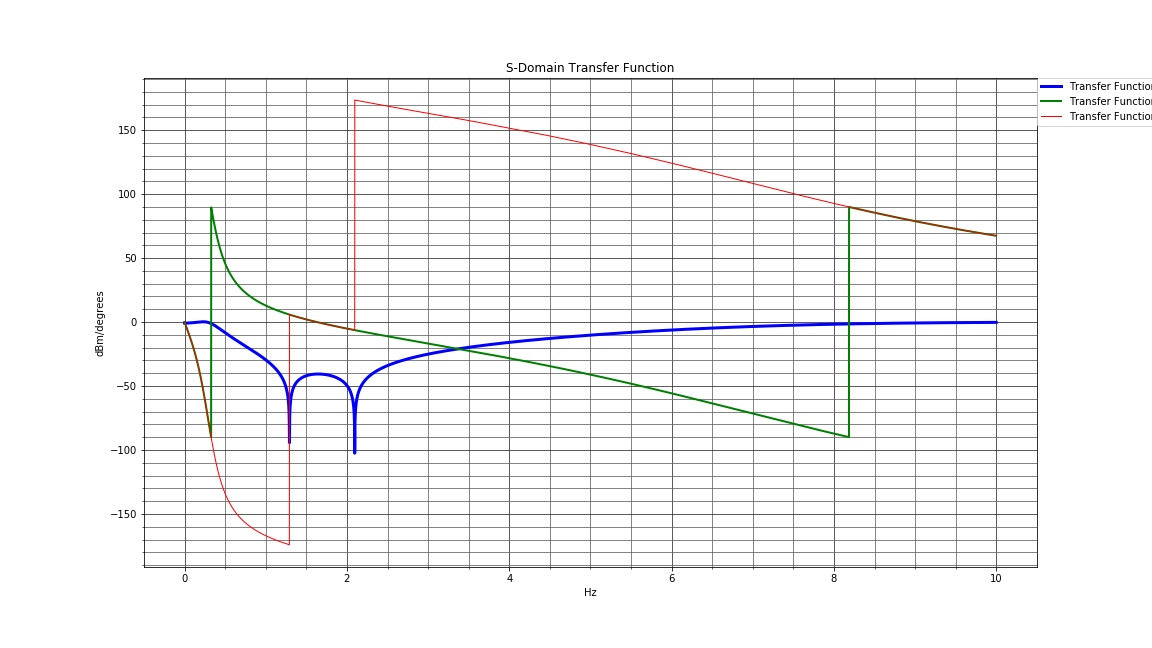 S-Domain Transfer Function
Transfer Function
Transfer Function
Transfer Function
150
100
50
0
−50
−100
−150
dBm/degrees
0 2 4 6 8 10
Hz